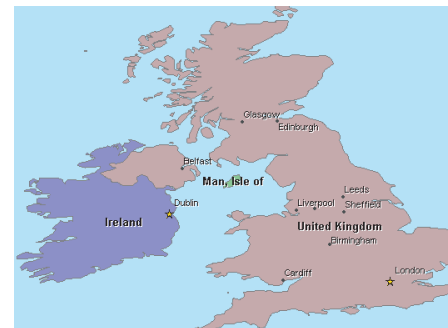 Glasgow
Edinburgh
Belfast
Man, Isle of
Leeds
Dublin
Liverpool
Sheffield
Ireland
United Kingdom
Birmingham
Cardiff
London